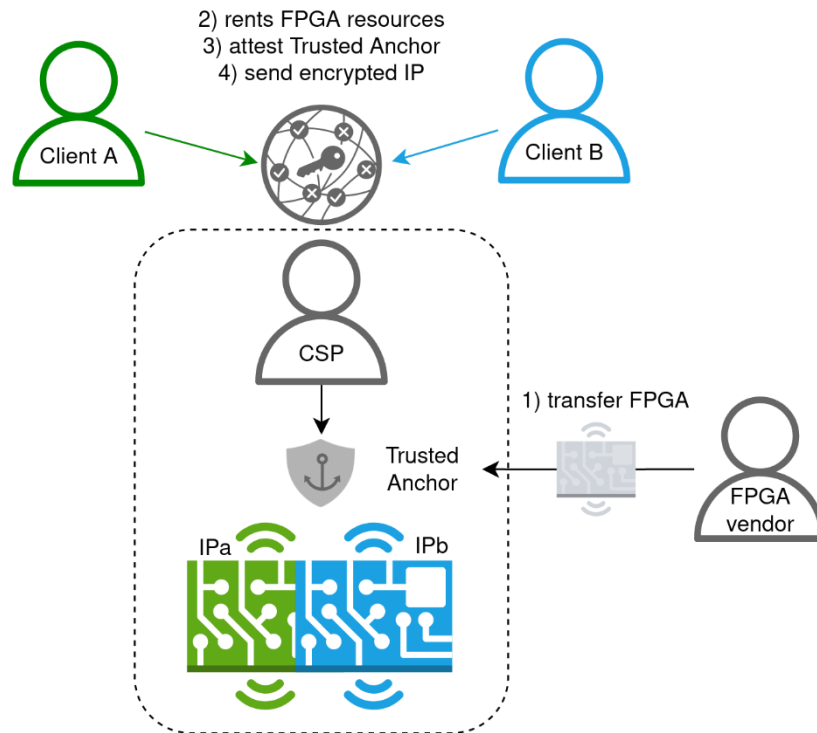 2) rents FPGA resources
3) attest Trusted Anchor
4) send encrypted IP
Client A
Client B
CSP
1) transfer FPGA
Trusted
Anchor
FPGA
vendor
IPa
IPb